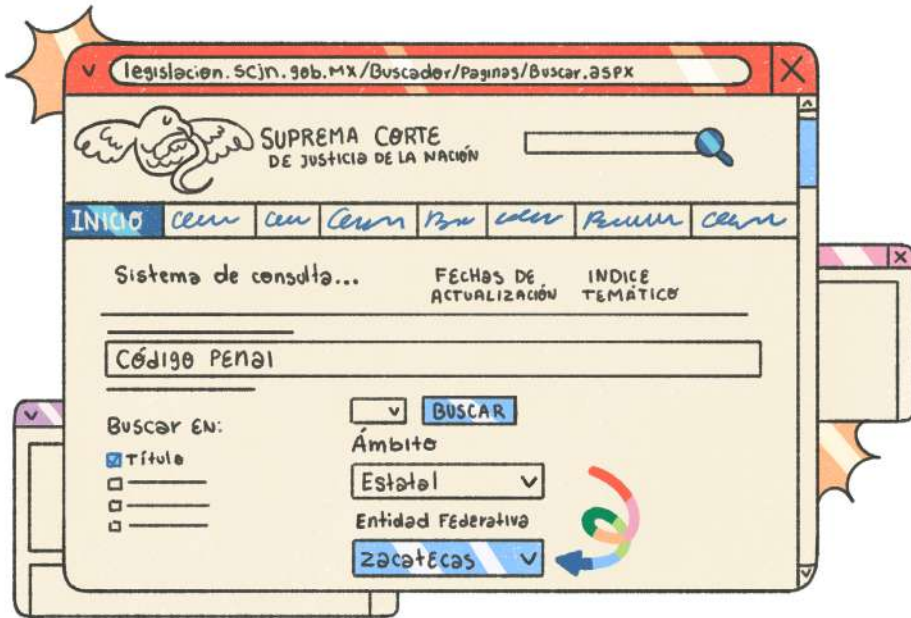 legislacion.scjn.gob.mx/Buscador/Paginas/Buscar.aspx
SUPREMA CORTE
DE JUSTICIA DE LA NACIÓN
INICIO
Sistema de consulta...
FECHAS DE
ACTUALIZACIÓN
INDICE
TEMÁTICO
CÓdigo PENal
Buscar EN:
Título
BUSCAR
Ámbito
Estatal
Entidad FEderativa
zacatEcas